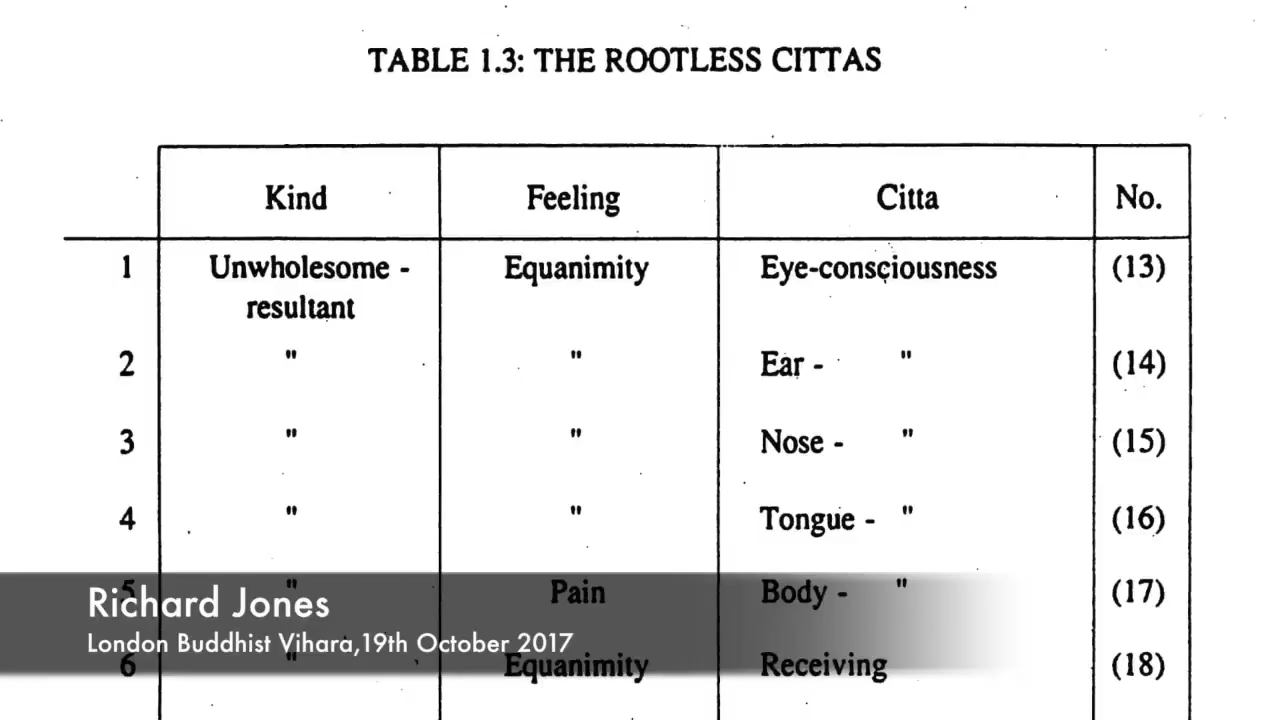 TABLE 1.3: THE ROOTLESS CITTAS
Kind Feeling Citta No.
1 Unwholesome - Equanimity Eye-consciousness (13)
resultant
2 " " Ear - " (14)
3 " " Nose - " (15)
4 " " Tongue - " (16)
5 " Pain Body - " (17)
Richard Jones
London Buddhist Vihara,19th October 2017
6 " Equanimity Receiving (18)